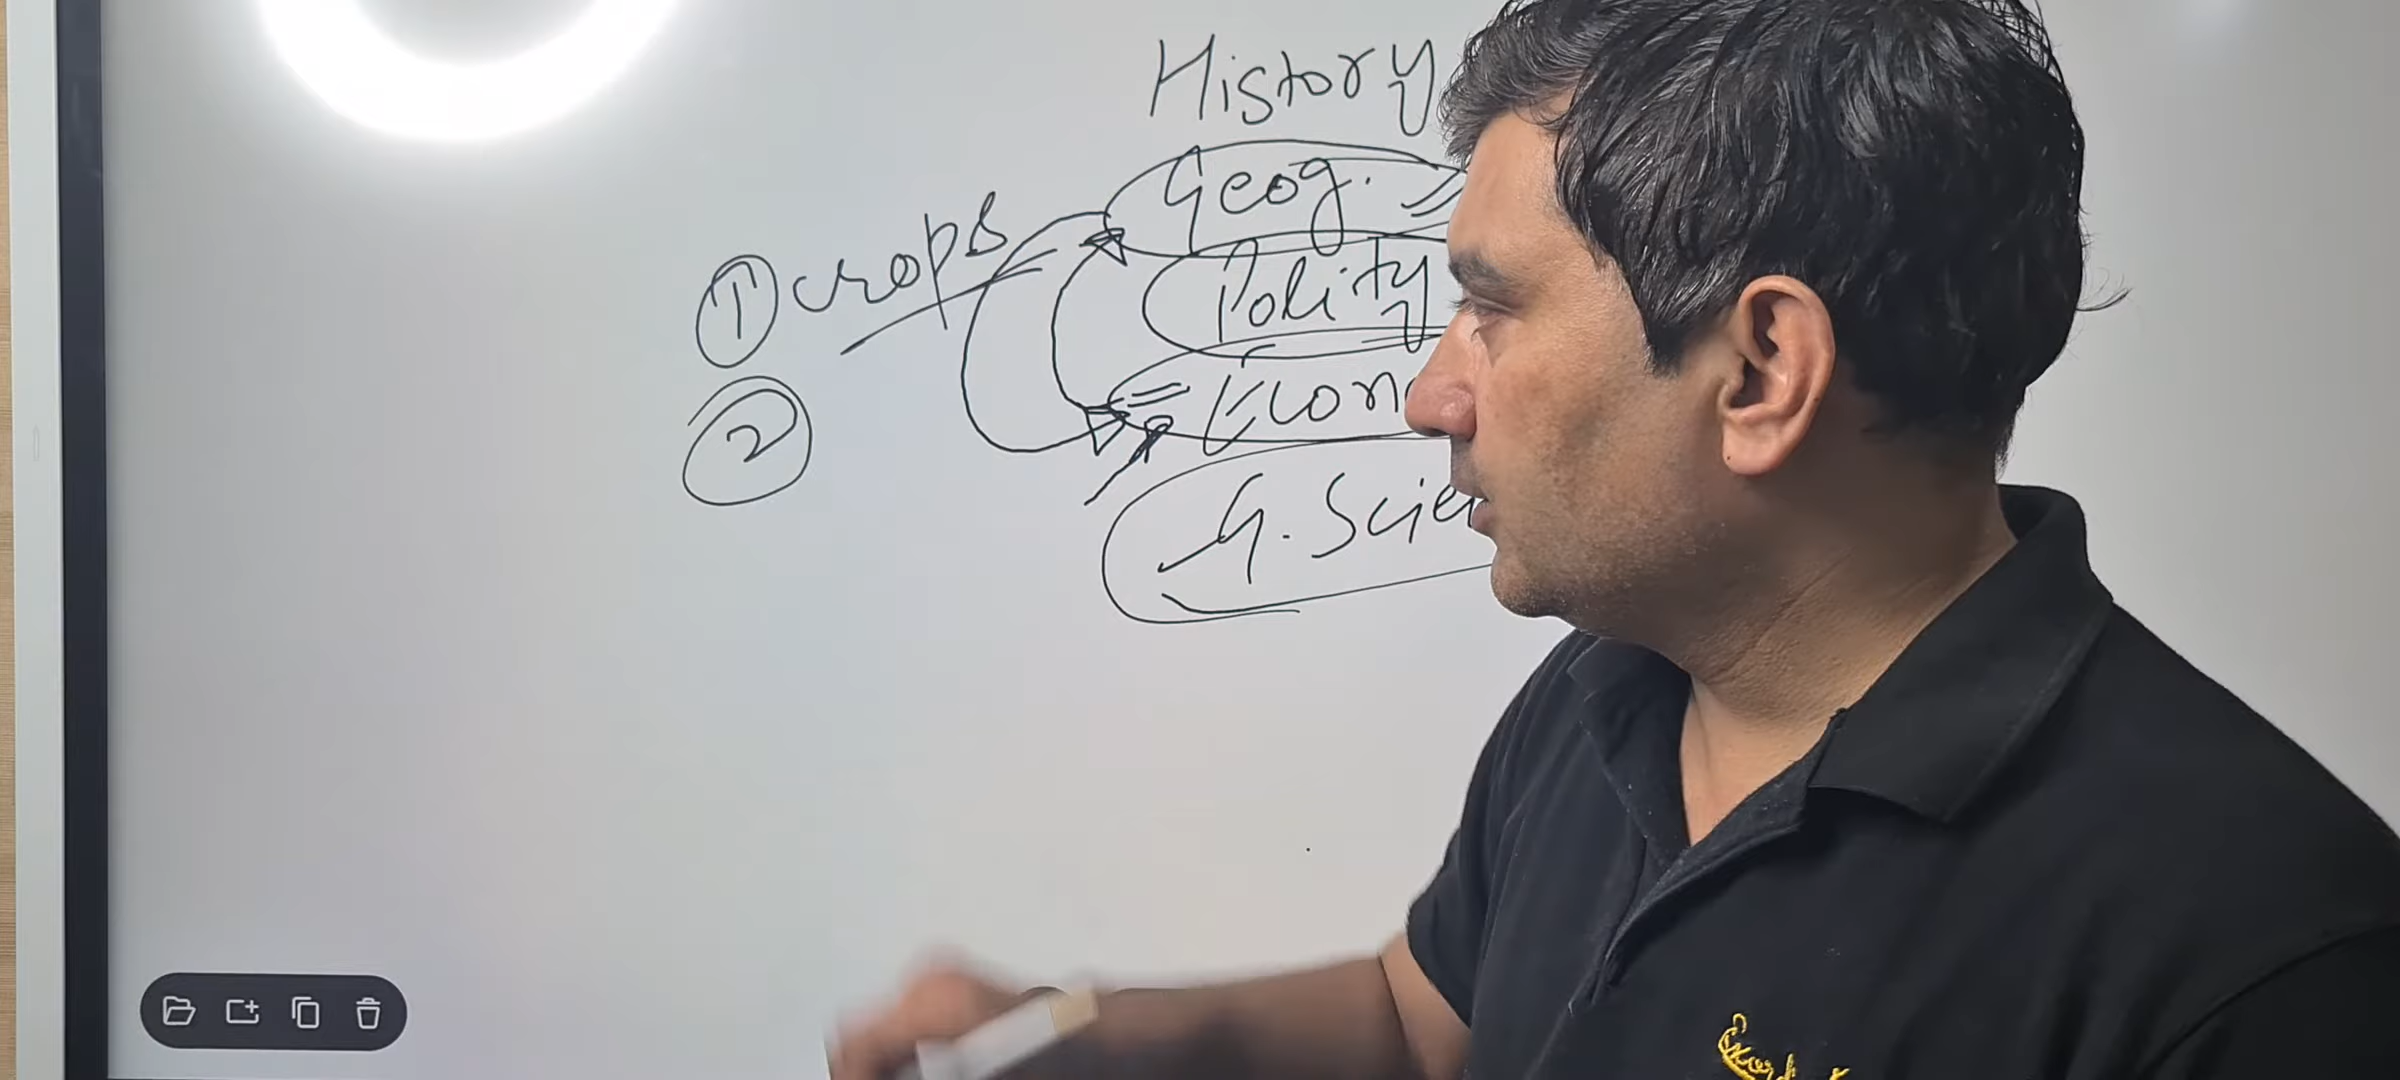 History
Geog.
① crops
Polity
②
Econ
G. Scie